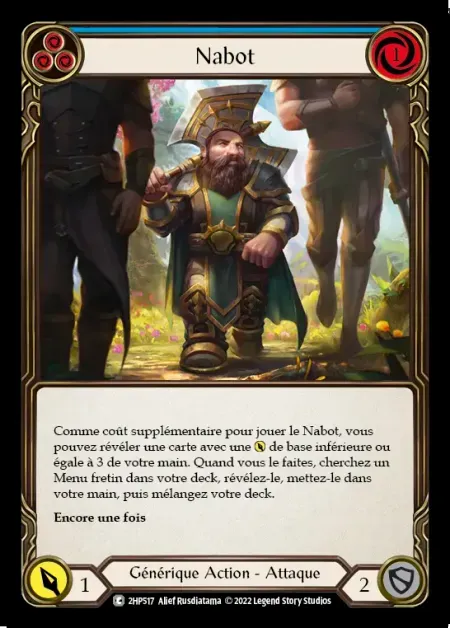 Nabot
1
Comme coût supplémentaire pour jouer le Nabot, vous
pouvez révéler une carte avec une de base inférieure ou
égale à 3 de votre main. Quand vous le faites, cherchez un
Menu fretin dans votre deck, révélez-le, mettez-le dans
votre main, puis mélangez votre deck.
Encore une fois
1
Générique Action - Attaque
2
C 2HP517 Alief Rusdiatama © 2022 Legend Story Studios